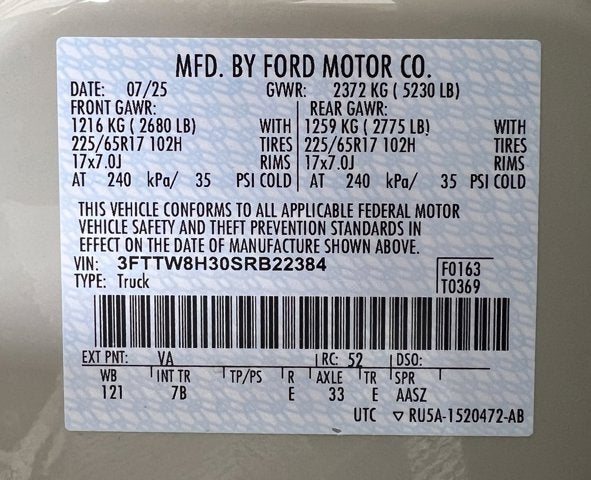 MFD. BY FORD MOTOR CO.
DATE: 07/25 GVWR: 2372 KG ( 5230 LB)
FRONT GAWR: REAR GAWR:
1216 KG ( 2680 LB) WITH 1259 KG ( 2775 LB) WITH
225/65R17 102H TIRES 225/65R17 102H TIRES
17x7.0J RIMS 17x7.0J RIMS
AT 240 kPa/ 35 PSI COLD AT 240 kPa/ 35 PSI COLD
THIS VEHICLE CONFORMS TO ALL APPLICABLE FEDERAL MOTOR
VEHICLE SAFETY AND THEFT PREVENTION STANDARDS IN
EFFECT ON THE DATE OF MANUFACTURE SHOWN ABOVE.
VIN: 3FTTW8H30SRB22384 F0163
TYPE: Truck T0369
EXT PNT: VA RC: 52 DSO:
WB INT TR TP/PS R AXLE TR SPR
121 7B E 33 E AASZ
UTC ▽ RU5A-1520472-AB